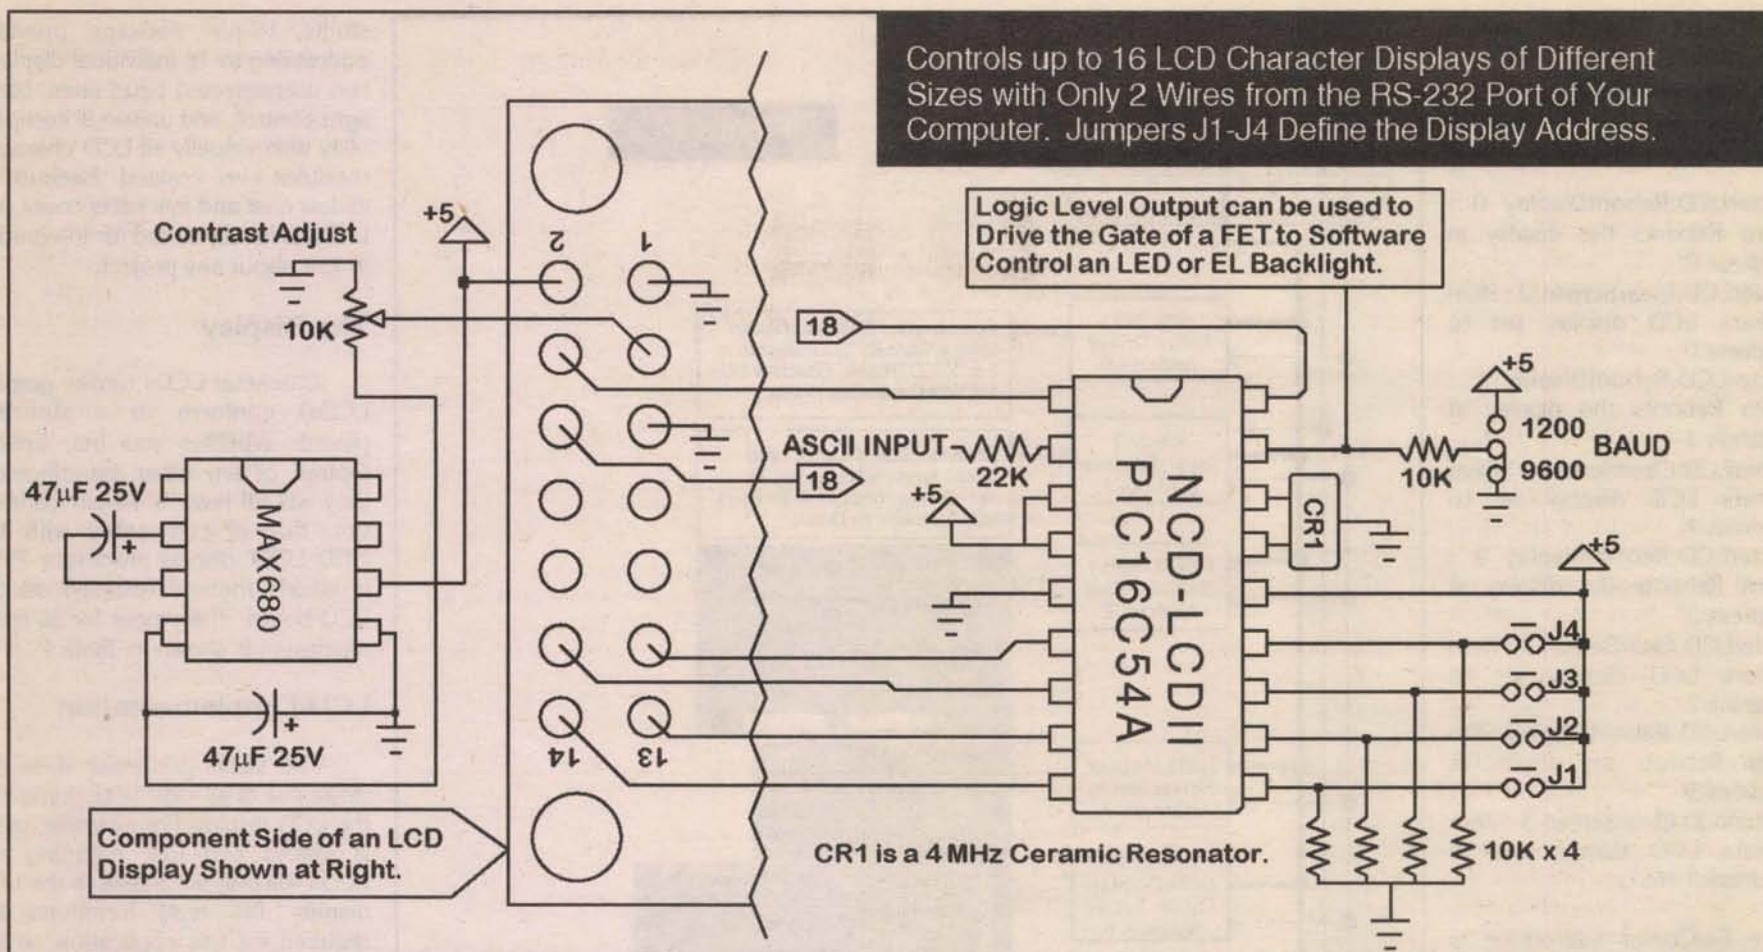 Controls up to 16 LCD Character Displays of Different
Sizes with Only 2 Wires from the RS-232 Port of Your
Computer. Jumpers J1-J4 Define the Display Address.
Logic Level Output can be used to
Drive the Gate of a FET to Software
Control an LED or EL Backlight.
+5
Contrast Adjust
10K
2
1
18
ASCII INPUT
22K
18
+5
NCD-LCDI
PIC16C54A
CR1
10K
+5
1200
9600
BAUD
47µF 25V
+
MAX680
+
47µF 25V
14
13
+5
J4
J3
J2
J1
10K x 4
Component Side of an LCD
Display Shown at Right.
CR1 is a 4 MHz Ceramic Resonator.